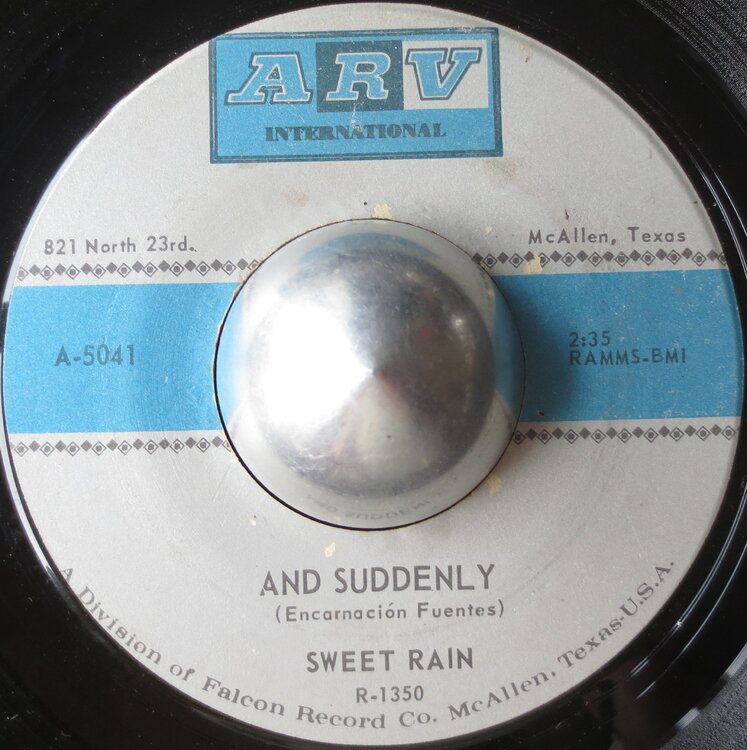 ARV
INTERNATIONAL
821 North 23rd.
McAllen, Texas
A-5041
2:35
RAMMS-BMI
AND SUDDENLY
(Encarnación Fuentes)
SWEET RAIN
R-1350
A Division of Falcon Record Co. McAllen, Texas-U.S.A.